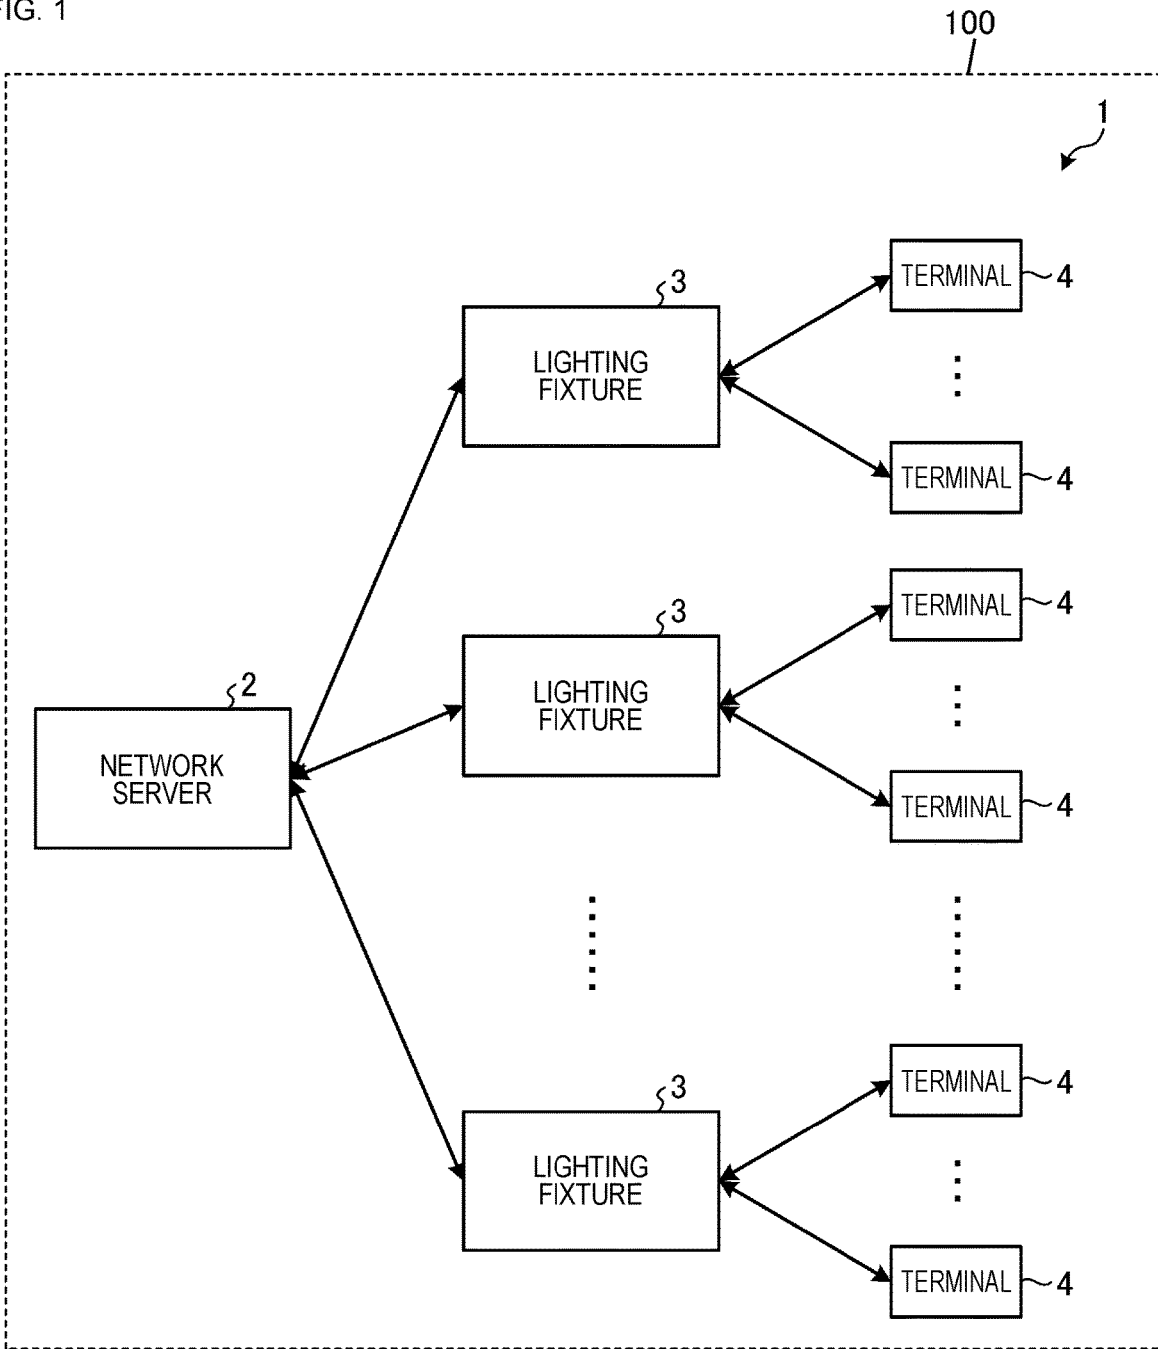 FIG. 1
100
1
TERMINAL 4
3
LIGHTING
FIXTURE
TERMINAL 4
TERMINAL 4
3
LIGHTING
FIXTURE
2
NETWORK
SERVER
TERMINAL 4
TERMINAL 4
3
LIGHTING
FIXTURE
TERMINAL 4